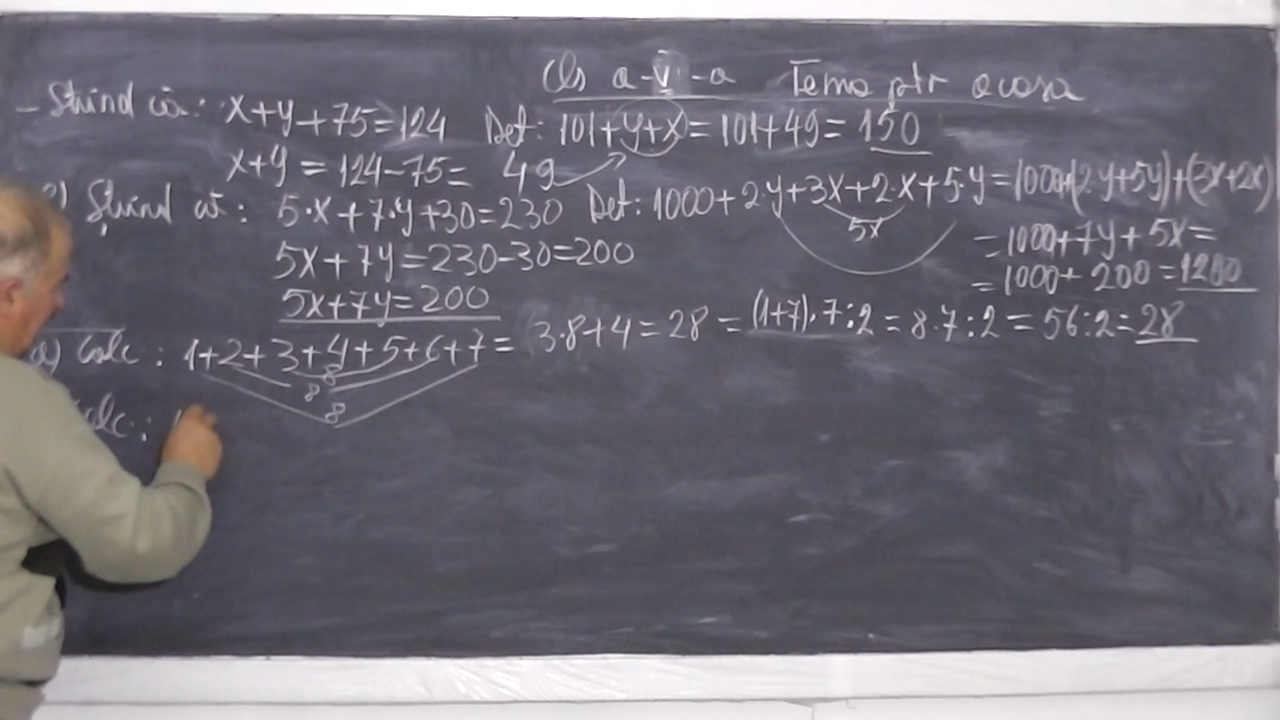 Cls a-V-a Tema ptr acasa
- Știind că: x+y+75=124 Det: 101+y+x=101+49=150
x+y=124-75= 49
2) Știind că: 5·x+7·y+30=230 Det: 1000+2·y+3x+2·x+5·y=1000+(2y+5y)+(3x+2x)
5x
5x+7y=230-30=200
=1000+7y+5x=
=1000+200=1200
5x+7y=200
a) Calc: 1+2+3+4+5+6+7= 3·8+4=28=(1+7)·7:2=8·7:2=56:2=28
8
8
8
Calc: 1